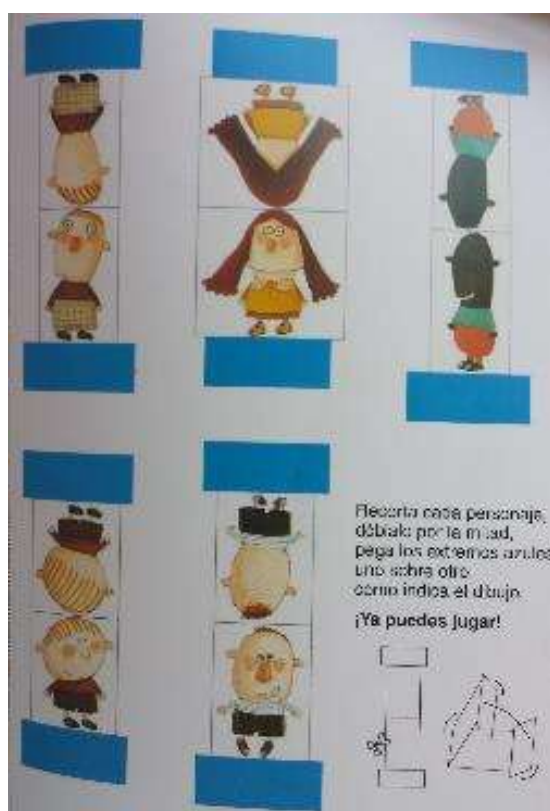 Recorta cada personaje,
dóblalo por la mitad,
pega los extremos azules
uno sobre otro
como indica el dibujo.
¡Ya puedes jugar!